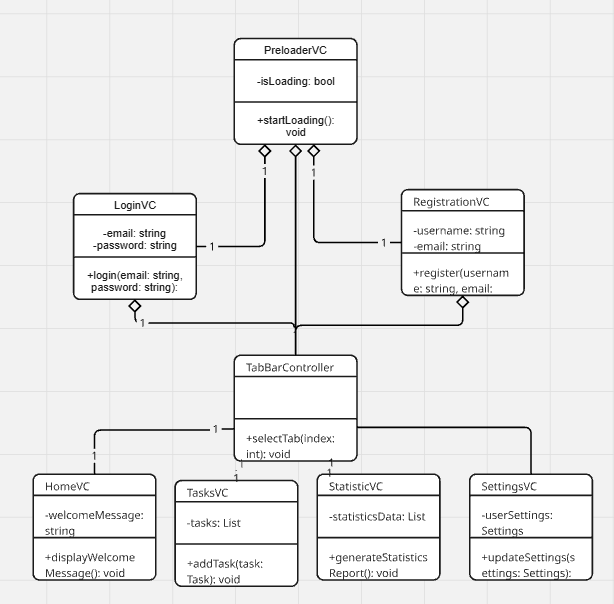 PreloaderVC
-isLoading: bool
+startLoading():
void
1
1
LoginVC
-email: string
-password: string
+login(email: string,
password: string):
1
1
RegistrationVC
-username: string
-email: string
+register(usernam
e: string, email:
1
TabBarController
+selectTab(index:
int): void
1
1
1
1
1
1
HomeVC
-welcomeMessage:
string
+displayWelcome
Message(): void
TasksVC
-tasks: List
+addTask(task:
Task): void
StatisticVC
-statisticsData: List
+generateStatistics
Report(): void
SettingsVC
-userSettings:
Settings
+updateSettings(s
ettings: Settings):